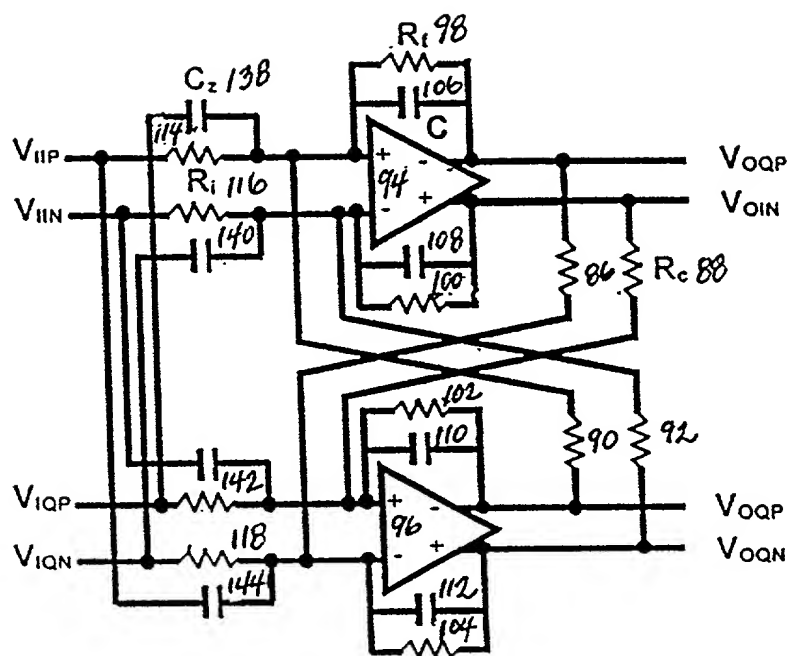 Rf 98
Cz 138
106
C
114
VIIP
+
-
VOQP
94
Ri 116
VIIN
-
+
VOIN
140
108
100
86
Rc 88
102
110
90
92
142
VIQP
+
-
VOQP
96
118
VIQN
-
+
VOQN
144
112
104